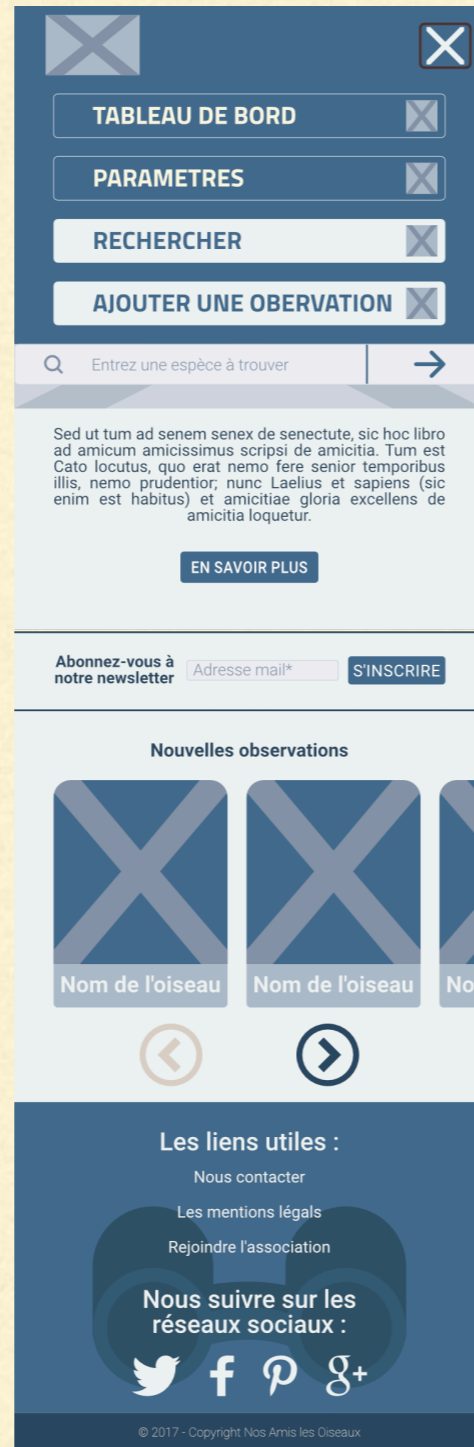 TABLEAU DE BORD
PARAMETRES
RECHERCHER
AJOUTER UNE OBERVATION
Entrez une espèce à trouver
Sed ut tum ad senem senex de senectute, sic hoc libro
ad amicum amicissimus scripsi de amicitia. Tum est
Cato locutus, quo erat nemo fere senior temporibus
illis, nemo prudentior; nunc Laelius et sapiens (sic
enim est habitus) et amicitiae gloria excellens de
amicitia loquetur.
EN SAVOIR PLUS
Abonnez-vous à
notre newsletter
Adresse mail*
S'INSCRIRE
Nouvelles observations
Nom de l'oiseau
Nom de l'oiseau
No
Les liens utiles :
Nous contacter
Les mentions légals
Rejoindre l'association
Nous suivre sur les
réseaux sociaux :
© 2017 - Copyright Nos Amis les Oiseaux